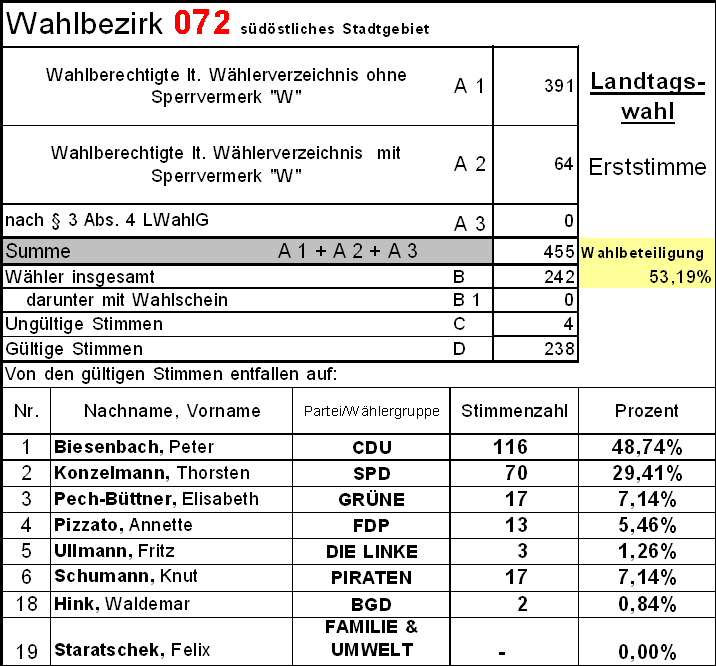 Wahlbezirk 072 südöstliches Stadtgebiet
Wahlberechtigte lt. Wählerverzeichnis ohne
Sperrvermerk "W" A 1 391
Landtags-
wahl
Wahlberechtigte lt. Wählerverzeichnis mit
Sperrvermerk "W" A 2 64
Erststimme
nach § 3 Abs. 4 LWahlG A 3 0
Summe A 1 + A 2 + A 3 455 Wahlbeteiligung
Wähler insgesamt B 242 53,19%
darunter mit Wahlschein B 1 0
Ungültige Stimmen C 4
Gültige Stimmen D 238
Von den gültigen Stimmen entfallen auf:
Nr. Nachname, Vorname Partei/Wählergruppe Stimmenzahl Prozent
1 Biesenbach, Peter CDU 116 48,74%
2 Konzelmann, Thorsten SPD 70 29,41%
3 Pech-Büttner, Elisabeth GRÜNE 17 7,14%
4 Pizzato, Annette FDP 13 5,46%
5 Ullmann, Fritz DIE LINKE 3 1,26%
6 Schumann, Knut PIRATEN 17 7,14%
18 Hink, Waldemar BGD 2 0,84%
FAMILIE &
19 Staratschek, Felix UMWELT - 0,00%